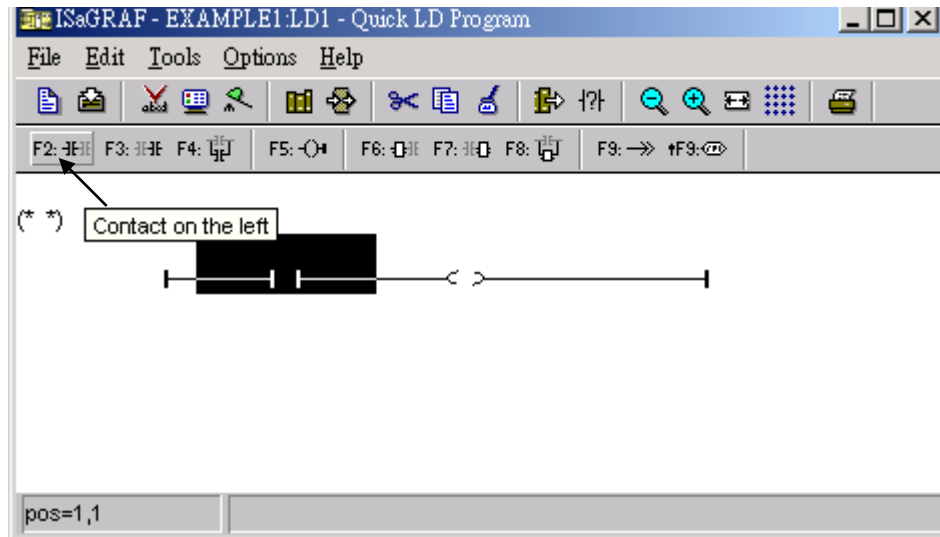 ISaGRAF - EXAMPLE1:LD1 - Quick LD Program
File Edit Tools Options Help
abcd
F2: F3: F4: F5: F6: F7: F8: F9: F9:
(* *)
Contact on the left
pos=1,1